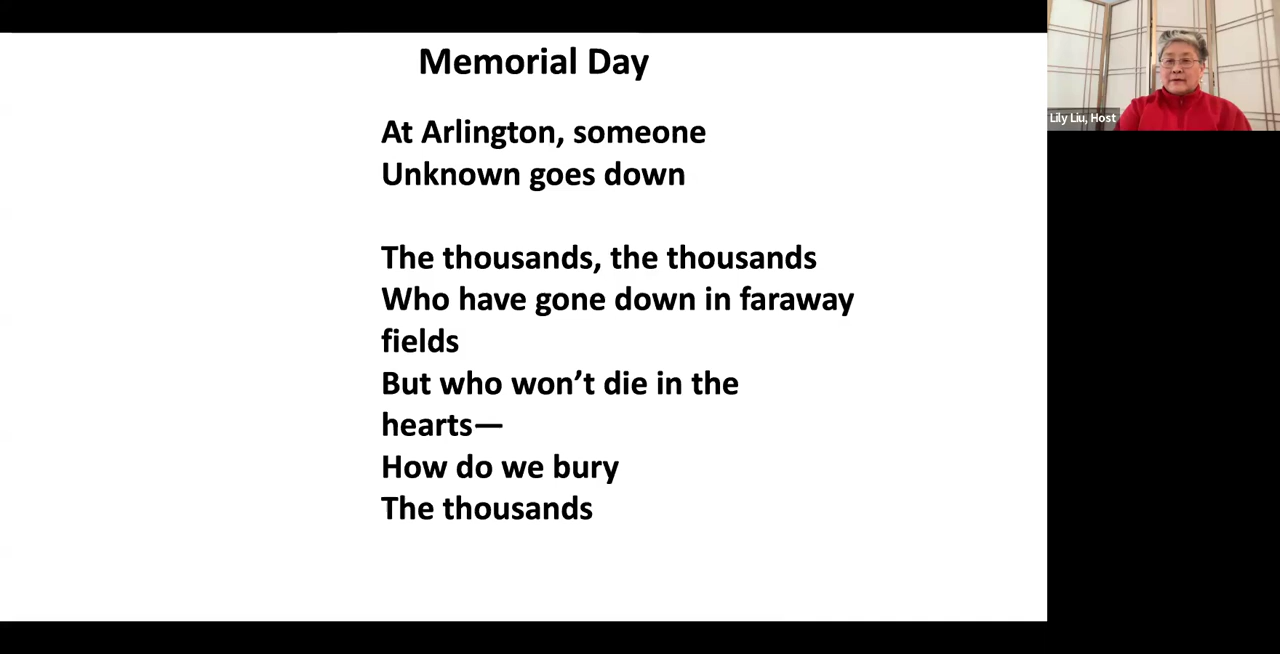 Memorial Day
At Arlington, someone
Unknown goes down
The thousands, the thousands
Who have gone down in faraway
fields
But who won’t die in the
hearts—
How do we bury
The thousands
Lily Liu, Host